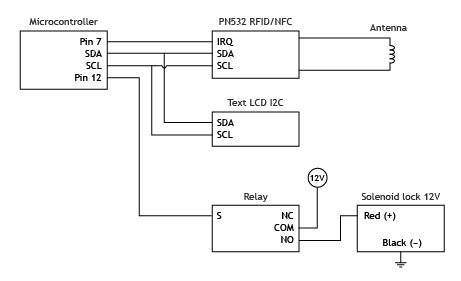 Microcontroller
Pin 7
SDA
SCL
Pin 12
PN532 RFID/NFC
IRQ
SDA
SCL
Antenna
Text LCD I2C
SDA
SCL
12V
Relay
S
NC
COM
NO
Solenoid lock 12V
Red (+)
Black (−)